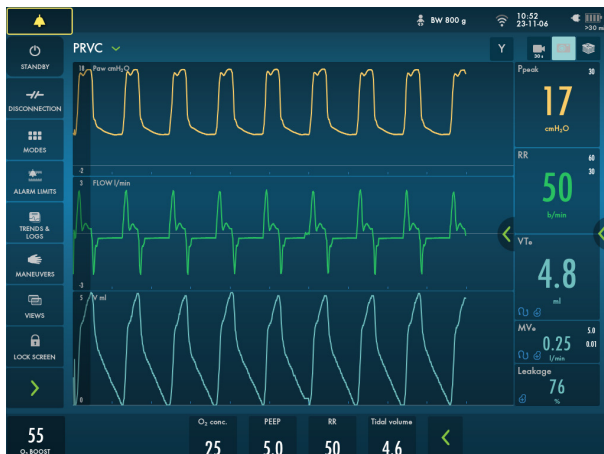 BW 800 g
10:52
23-11-06
>30 m
STANDBY
DISCONNECTION
MODES
ALARM LIMITS
TRENDS &
LOGS
MANEUVERS
VIEWS
LOCK SCREEN
55
O₂ BOOST
PRVC
Y
30 s
18 Paw cmH₂O
-2
3 FLOW l/min
-3
5 V ml
0
Ppeak 30
17
cmH₂O
RR 60
30
50
b/min
VTe
4.8
ml
MVe 5.0
0.25 0.01
l/min
Leakage
76
%
O₂ conc. PEEP RR Tidal volume
25 5.0 50 4.6